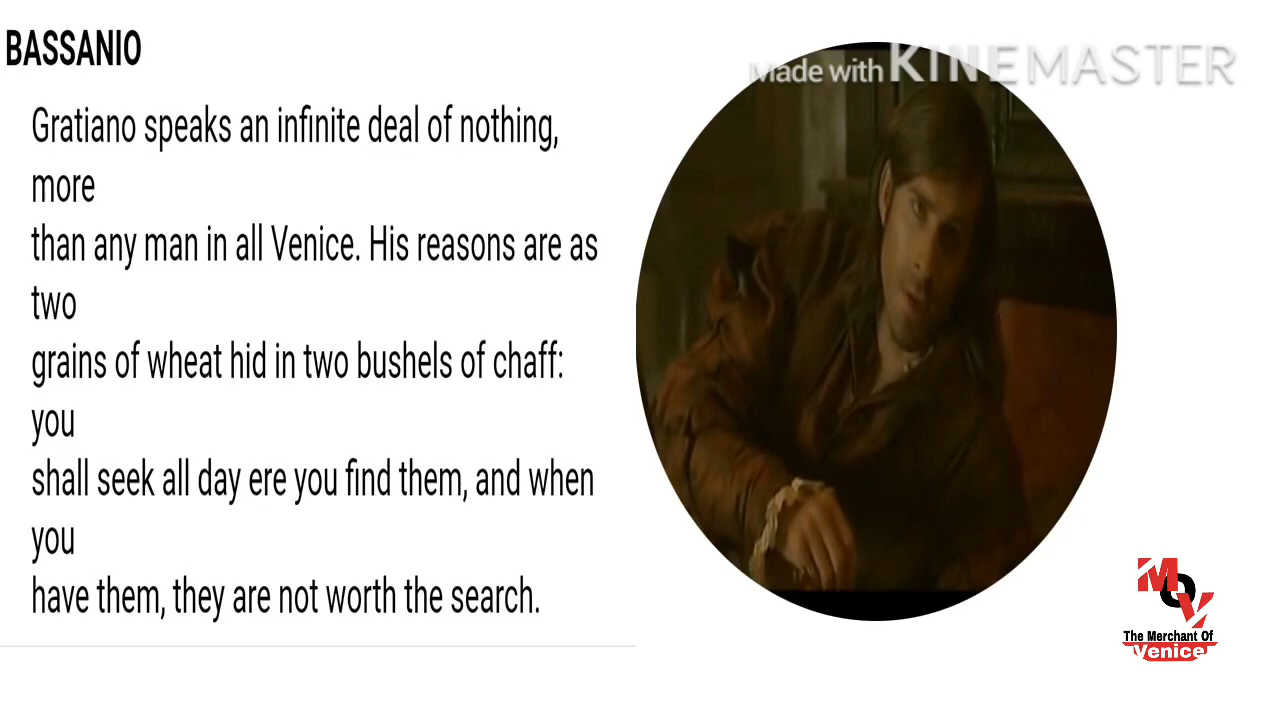 BASSANIO
Gratiano speaks an infinite deal of nothing,
more
than any man in all Venice. His reasons are as
two
grains of wheat hid in two bushels of chaff:
you
shall seek all day ere you find them, and when
you
have them, they are not worth the search.
Made with KINEMASTER
MOV
The Merchant Of
Venice